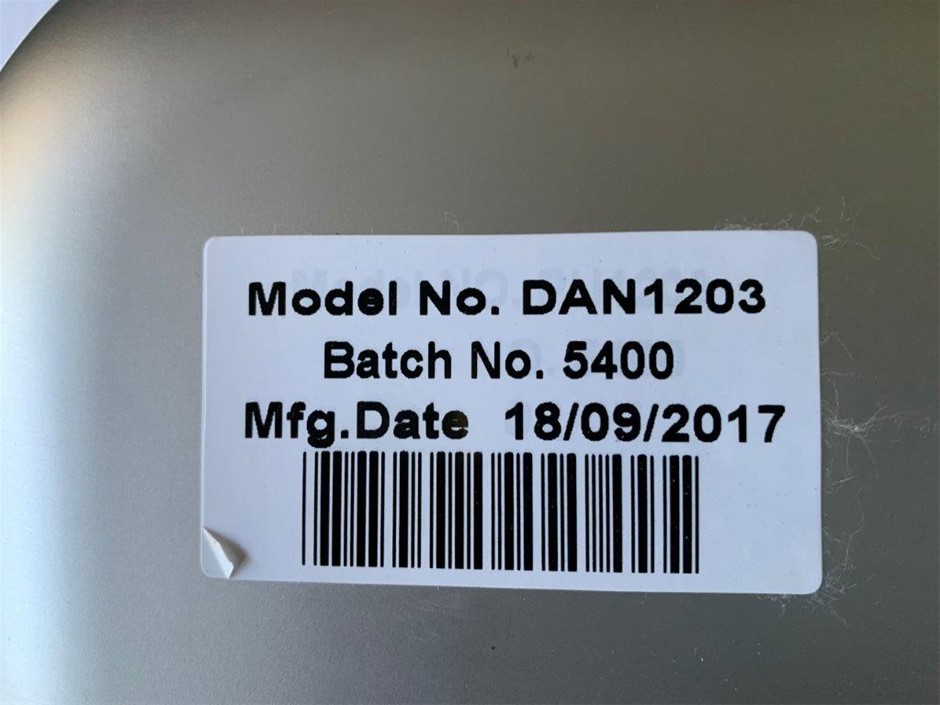 Model No. DAN1203
Batch No. 5400
Mfg.Date 18/09/2017